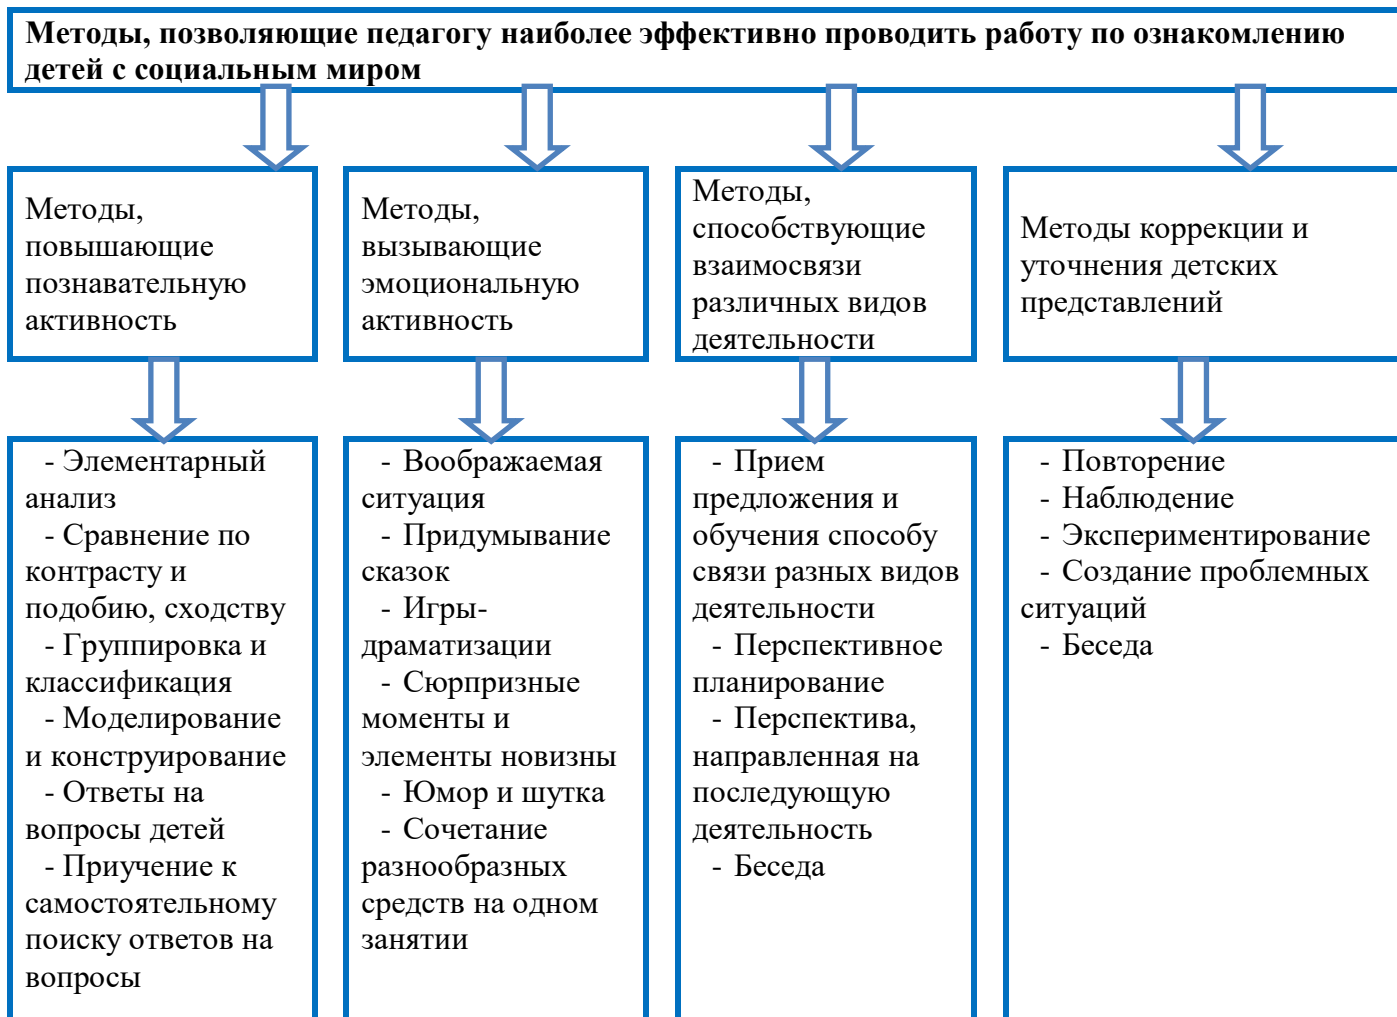 Методы, позволяющие педагогу наиболее эффективно проводить работу по ознакомлению
детей с социальным миром
Методы,
повышающие
познавательную
активность
Методы,
вызывающие
эмоциональную
активность
Методы,
способствующие
взаимосвязи
различных видов
деятельности
Методы коррекции и
уточнения детских
представлений
- Элементарный
анализ
- Сравнение по
контрасту и
подобию, сходству
- Группировка и
классификация
- Моделирование
и конструирование
- Ответы на
вопросы детей
- Приучение к
самостоятельному
поиску ответов на
вопросы
- Воображаемая
ситуация
- Придумывание
сказок
- Игры-
драматизации
- Сюрпризные
моменты и
элементы новизны
- Юмор и шутка
- Сочетание
разнообразных
средств на одном
занятии
- Прием
предложения и
обучения способу
связи разных видов
деятельности
- Перспективное
планирование
- Перспектива,
направленная на
последующую
деятельность
- Беседа
- Повторение
- Наблюдение
- Экспериментирование
- Создание проблемных
ситуаций
- Беседа